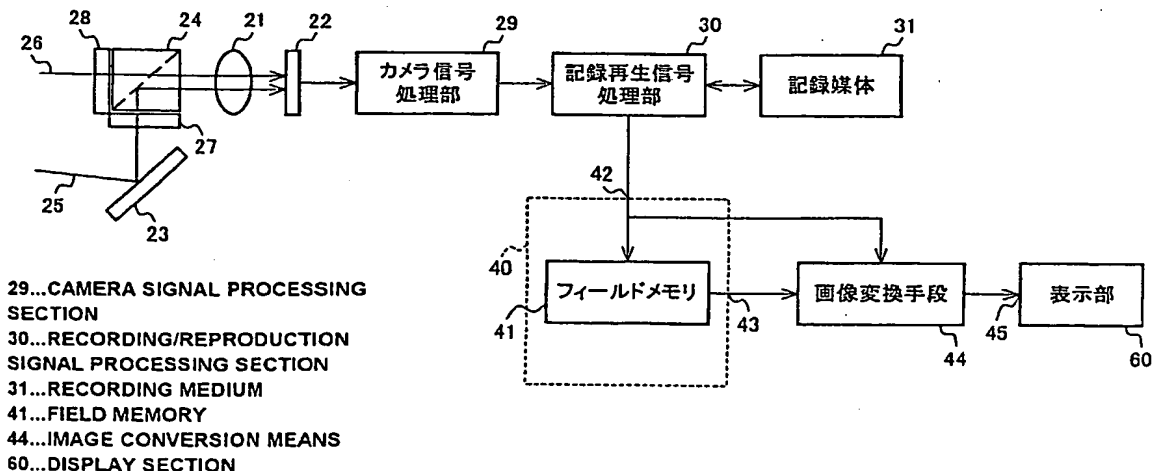 28
24
21
22
29
30
31
26
カメラ信号
処理部
記録再生信号
処理部
記録媒体
27
25
23
42
40
フィールドメモリ
画像変換手段
表示部
41
43
44
45
60
29...CAMERA SIGNAL PROCESSING
SECTION
30...RECORDING/REPRODUCTION
SIGNAL PROCESSING SECTION
31...RECORDING MEDIUM
41...FIELD MEMORY
44...IMAGE CONVERSION MEANS
60...DISPLAY SECTION